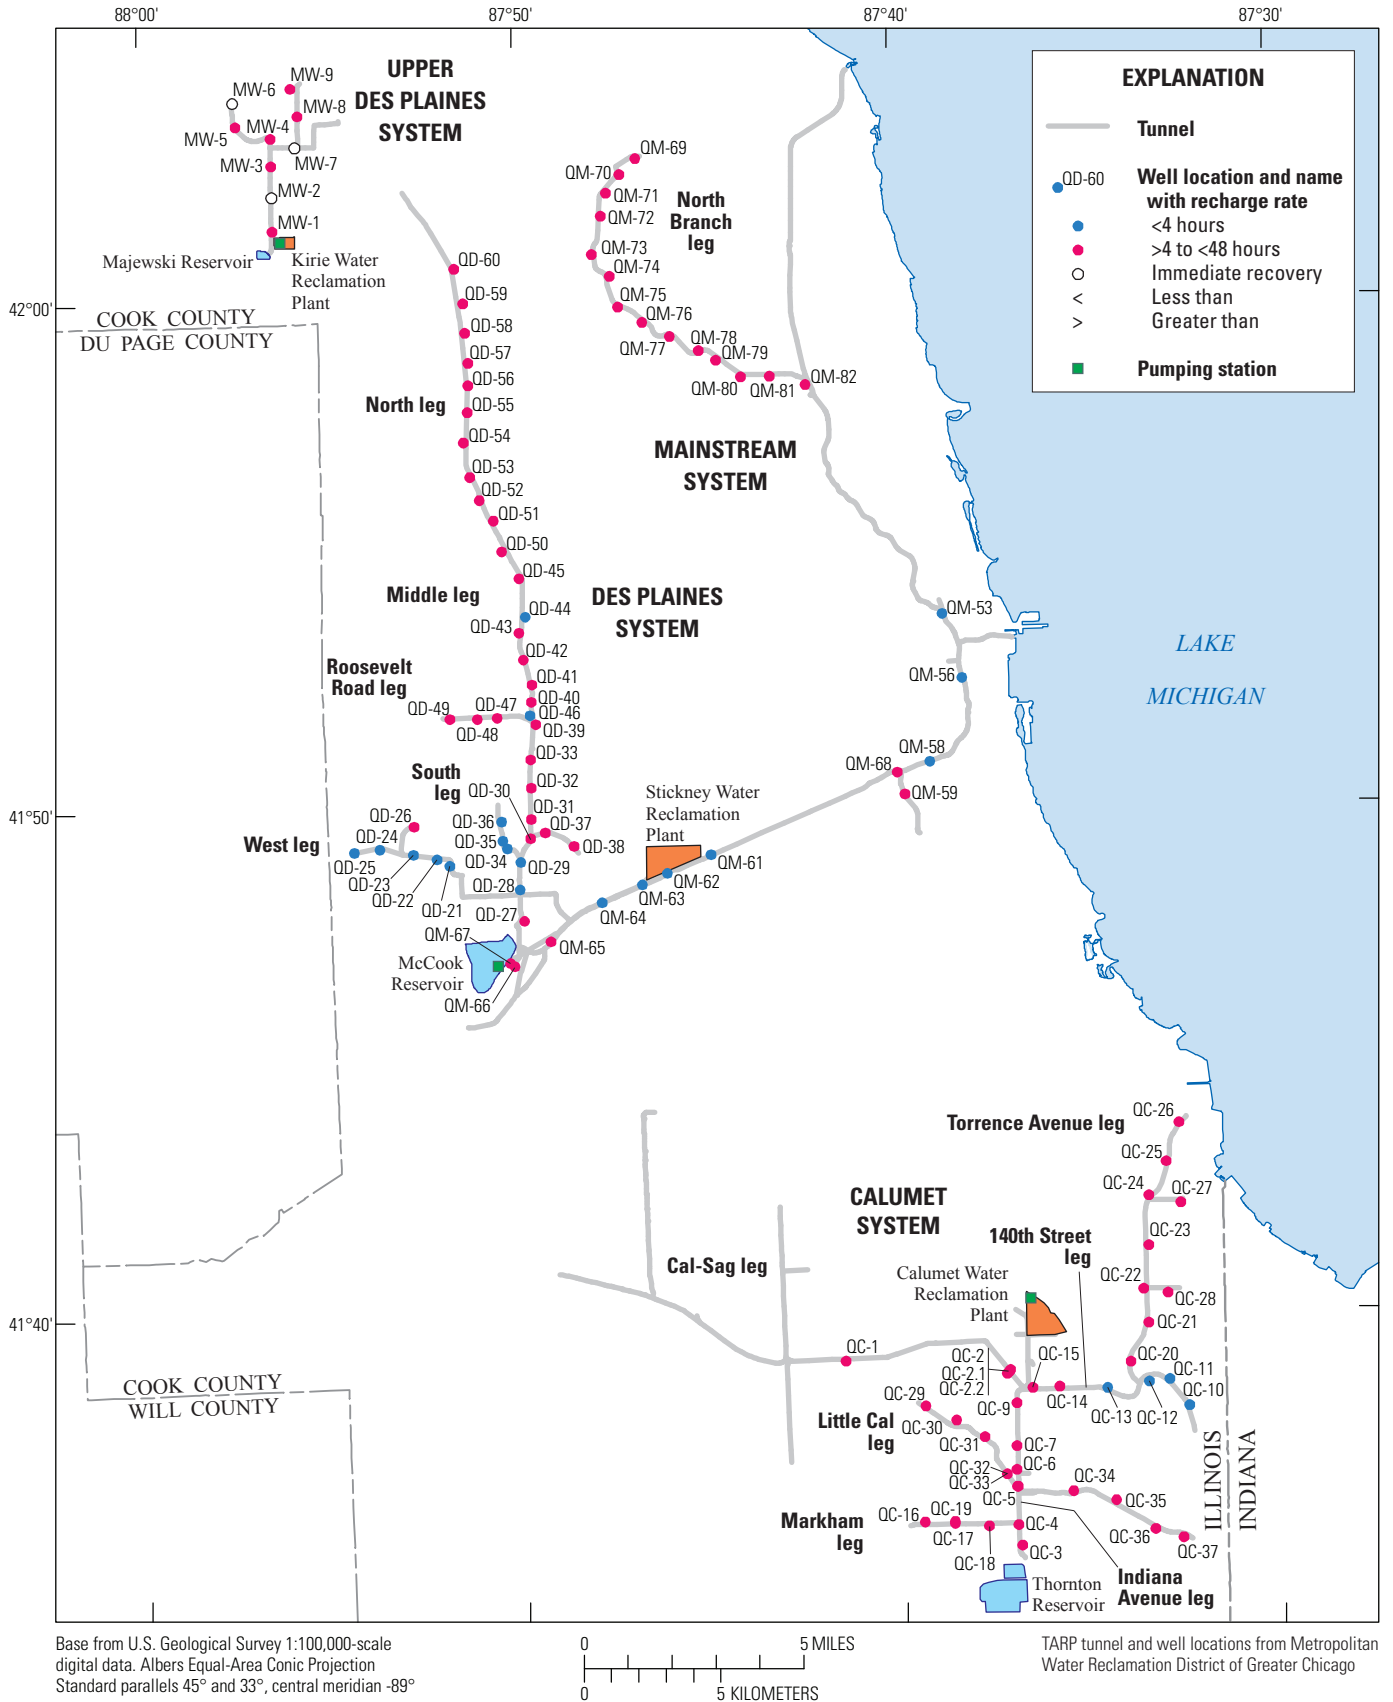 88°00'
87°50'
87°40'
87°30'
EXPLANATION
Tunnel
QD-60
Well location and name
with recharge rate
<4 hours
>4 to <48 hours
Immediate recovery
< Less than
> Greater than
Pumping station
UPPER
DES PLAINES
SYSTEM
MW-9
MW-6
MW-8
MW-5
MW-4
MW-7
MW-3
MW-2
MW-1
Majewski Reservoir
Kirie Water
Reclamation
Plant
42°00'
COOK COUNTY
DU PAGE COUNTY
QM-69
QM-70
QM-71
QM-72
QM-73
QM-74
QM-75
QM-76
QM-77
QM-78
QM-79
QM-80
QM-81
QM-82
North
Branch
leg
QD-60
QD-59
QD-58
QD-57
QD-56
QD-55
QD-54
QD-53
QD-52
QD-51
QD-50
QD-45
North leg
MAINSTREAM
SYSTEM
Middle leg
QD-44
QD-43
QD-42
QD-41
QD-40
QD-46
QD-39
QD-33
QD-32
QD-31
QD-37
QD-38
DES PLAINES
SYSTEM
Roosevelt
Road leg
QD-49
QD-47
QD-48
South
leg
QD-30
QD-36
QD-35
QD-34
QD-29
QD-28
QD-27
41°50'
West leg
QD-26
QD-24
QD-25
QD-23
QD-22
QD-21
QM-53
QM-56
QM-58
QM-68
QM-59
Stickney Water
Reclamation
Plant
QM-61
QM-62
QM-63
QM-64
QM-65
QM-67
McCook
Reservoir
QM-66
LAKE
MICHIGAN
Torrence Avenue leg
QC-26
QC-25
QC-24
QC-27
QC-23
QC-22
QC-28
QC-21
QC-20
QC-11
QC-10
QC-12
QC-13
CALUMET
SYSTEM
140th Street
leg
Cal-Sag leg
Calumet Water
Reclamation
Plant
41°40'
QC-1
QC-2
QC-2.1
QC-2.2
QC-15
QC-14
QC-9
COOK COUNTY
WILL COUNTY
QC-29
QC-30
QC-31
Little Cal
leg
QC-7
QC-6
QC-32
QC-33
QC-5
QC-34
QC-35
QC-36
QC-37
Markham
leg
QC-16
QC-19
QC-17
QC-18
QC-4
QC-3
Indiana
Avenue leg
Thornton
Reservoir
ILLINOIS
INDIANA
Base from U.S. Geological Survey 1:100,000-scale
digital data. Albers Equal-Area Conic Projection
Standard parallels 45° and 33°, central meridian -89°
0 5 MILES
0 5 KILOMETERS
TARP tunnel and well locations from Metropolitan
Water Reclamation District of Greater Chicago